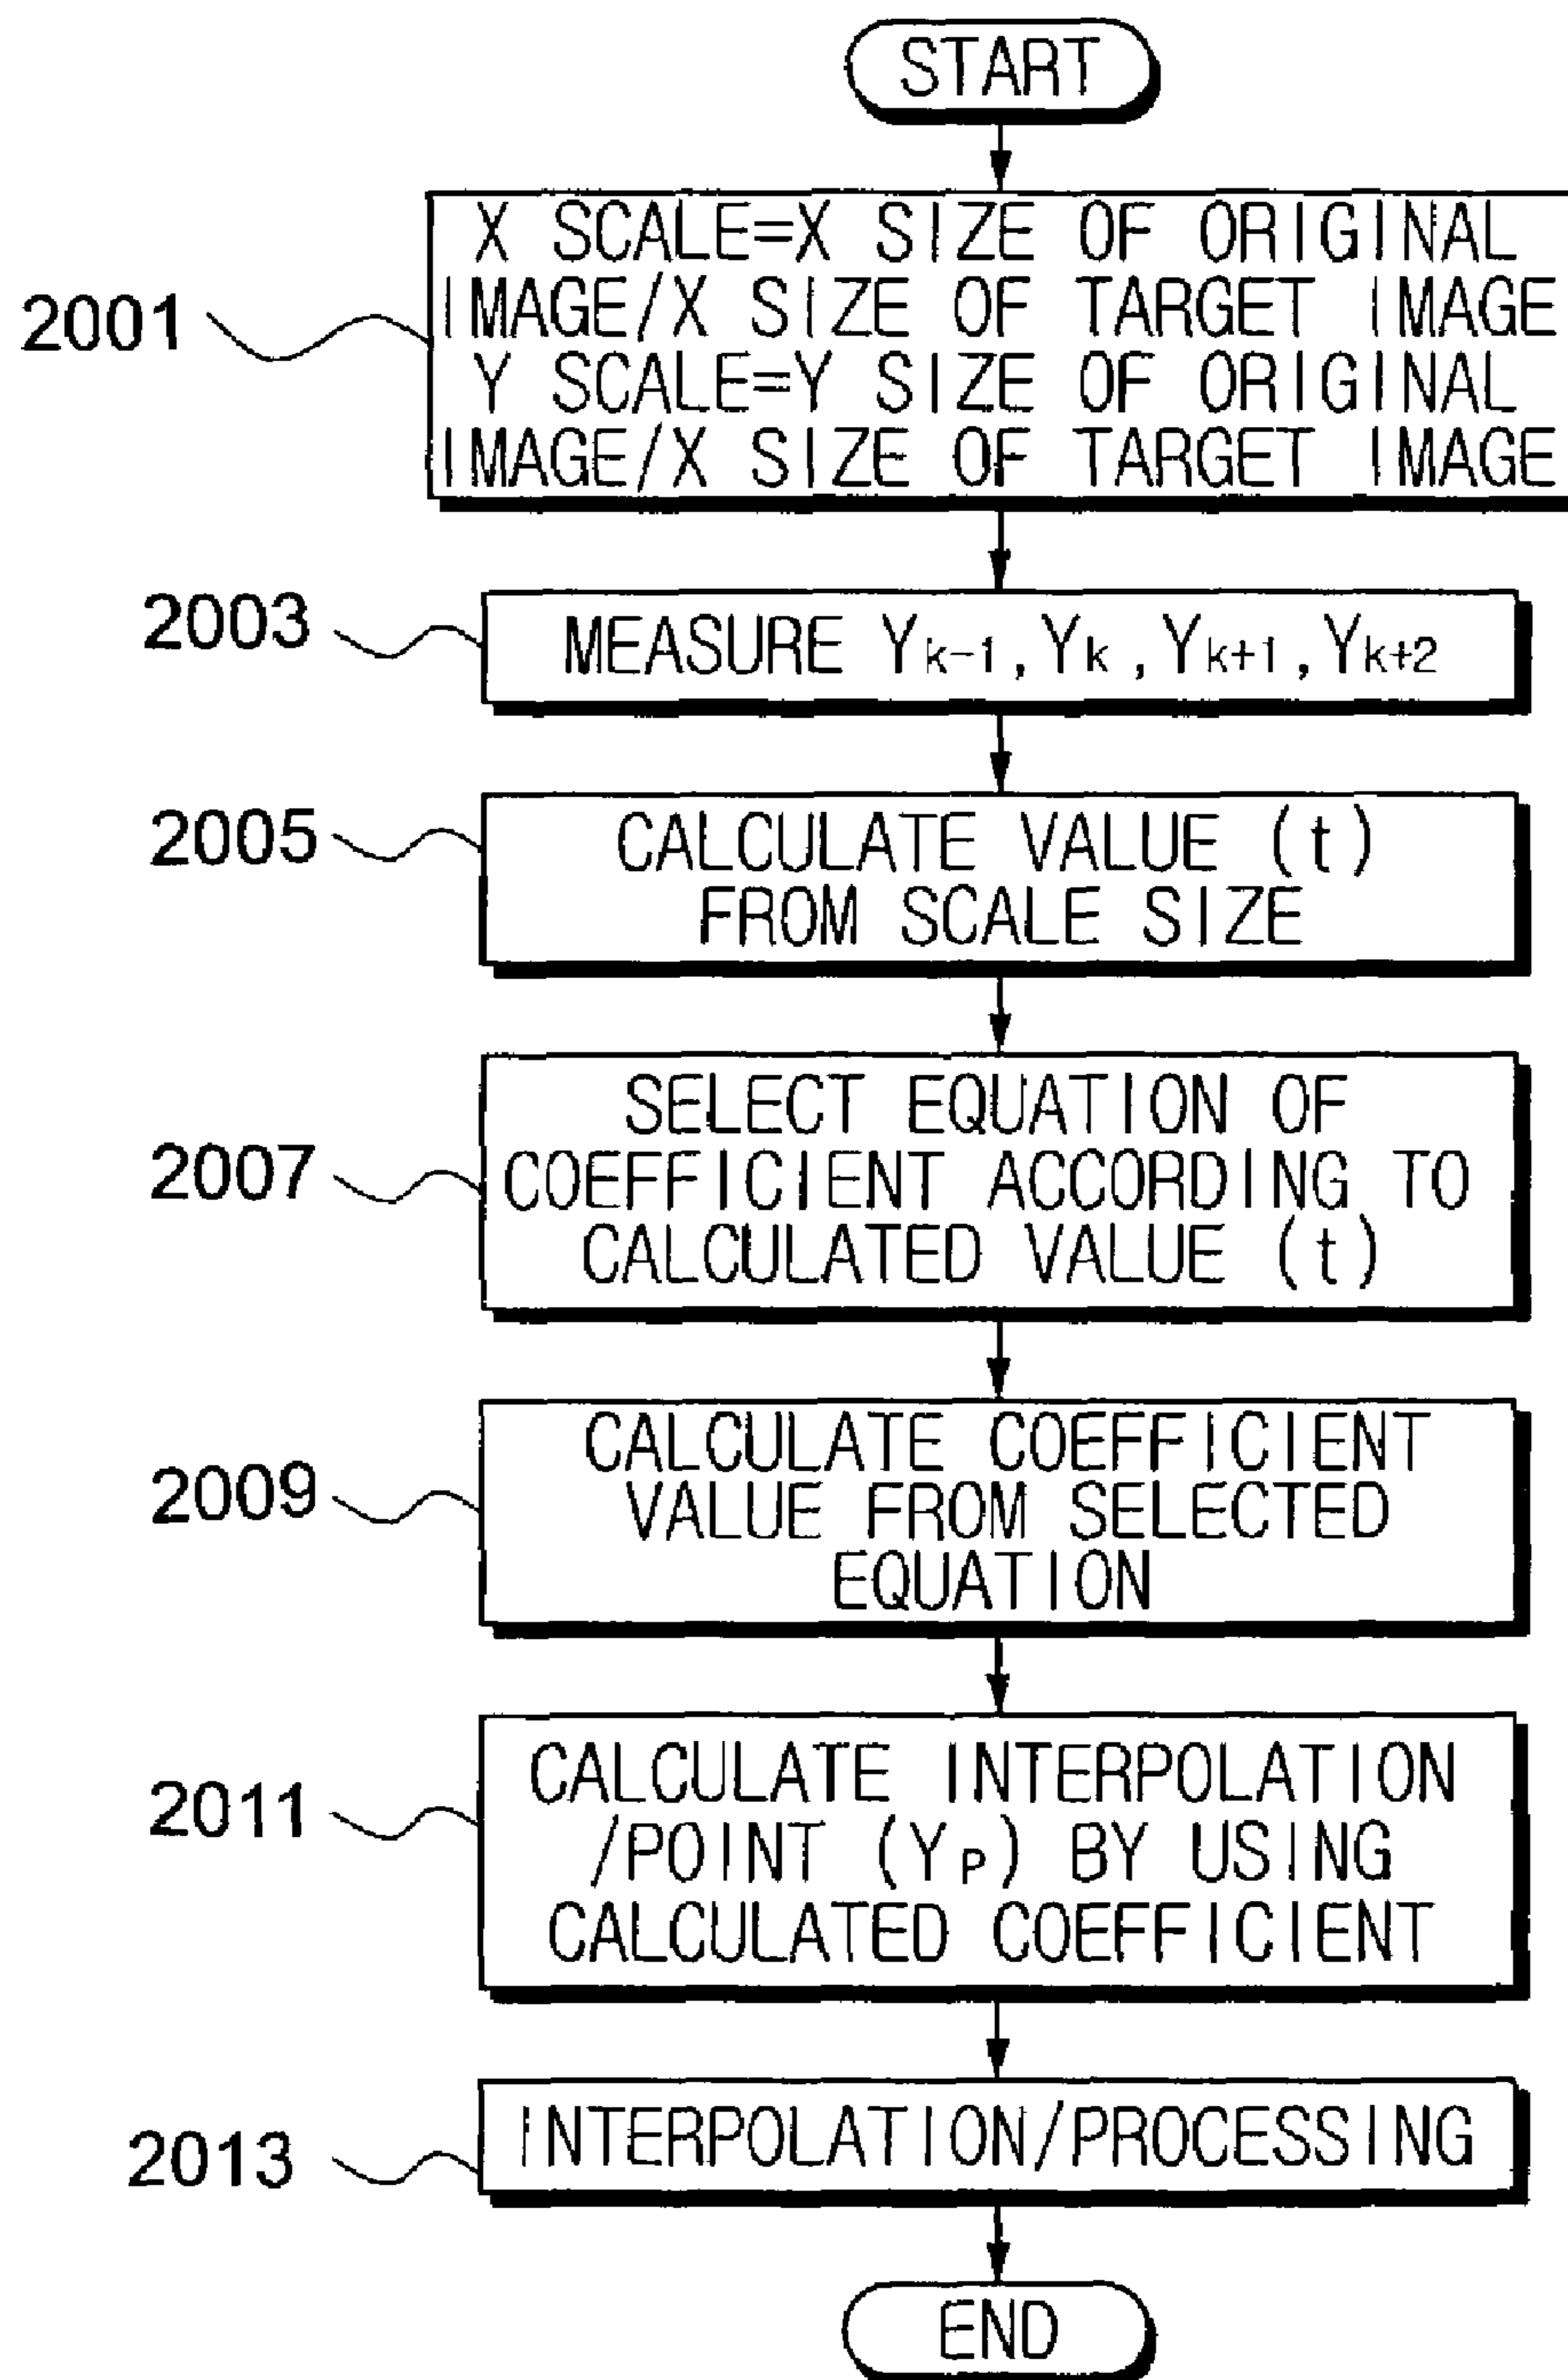 START
2001
X SCALE=X SIZE OF ORIGINAL
IMAGE/X SIZE OF TARGET IMAGE
Y SCALE=Y SIZE OF ORIGINAL
IMAGE/X SIZE OF TARGET IMAGE
2003
MEASURE Yk-1, Yk, Yk+1, Yk+2
2005
CALCULATE VALUE (t)
FROM SCALE SIZE
2007
SELECT EQUATION OF
COEFFICIENT ACCORDING TO
CALCULATED VALUE (t)
2009
CALCULATE COEFFICIENT
VALUE FROM SELECTED
EQUATION
2011
CALCULATE INTERPOLATION
/POINT (YP) BY USING
CALCULATED COEFFICIENT
2013
INTERPOLATION/PROCESSING
END